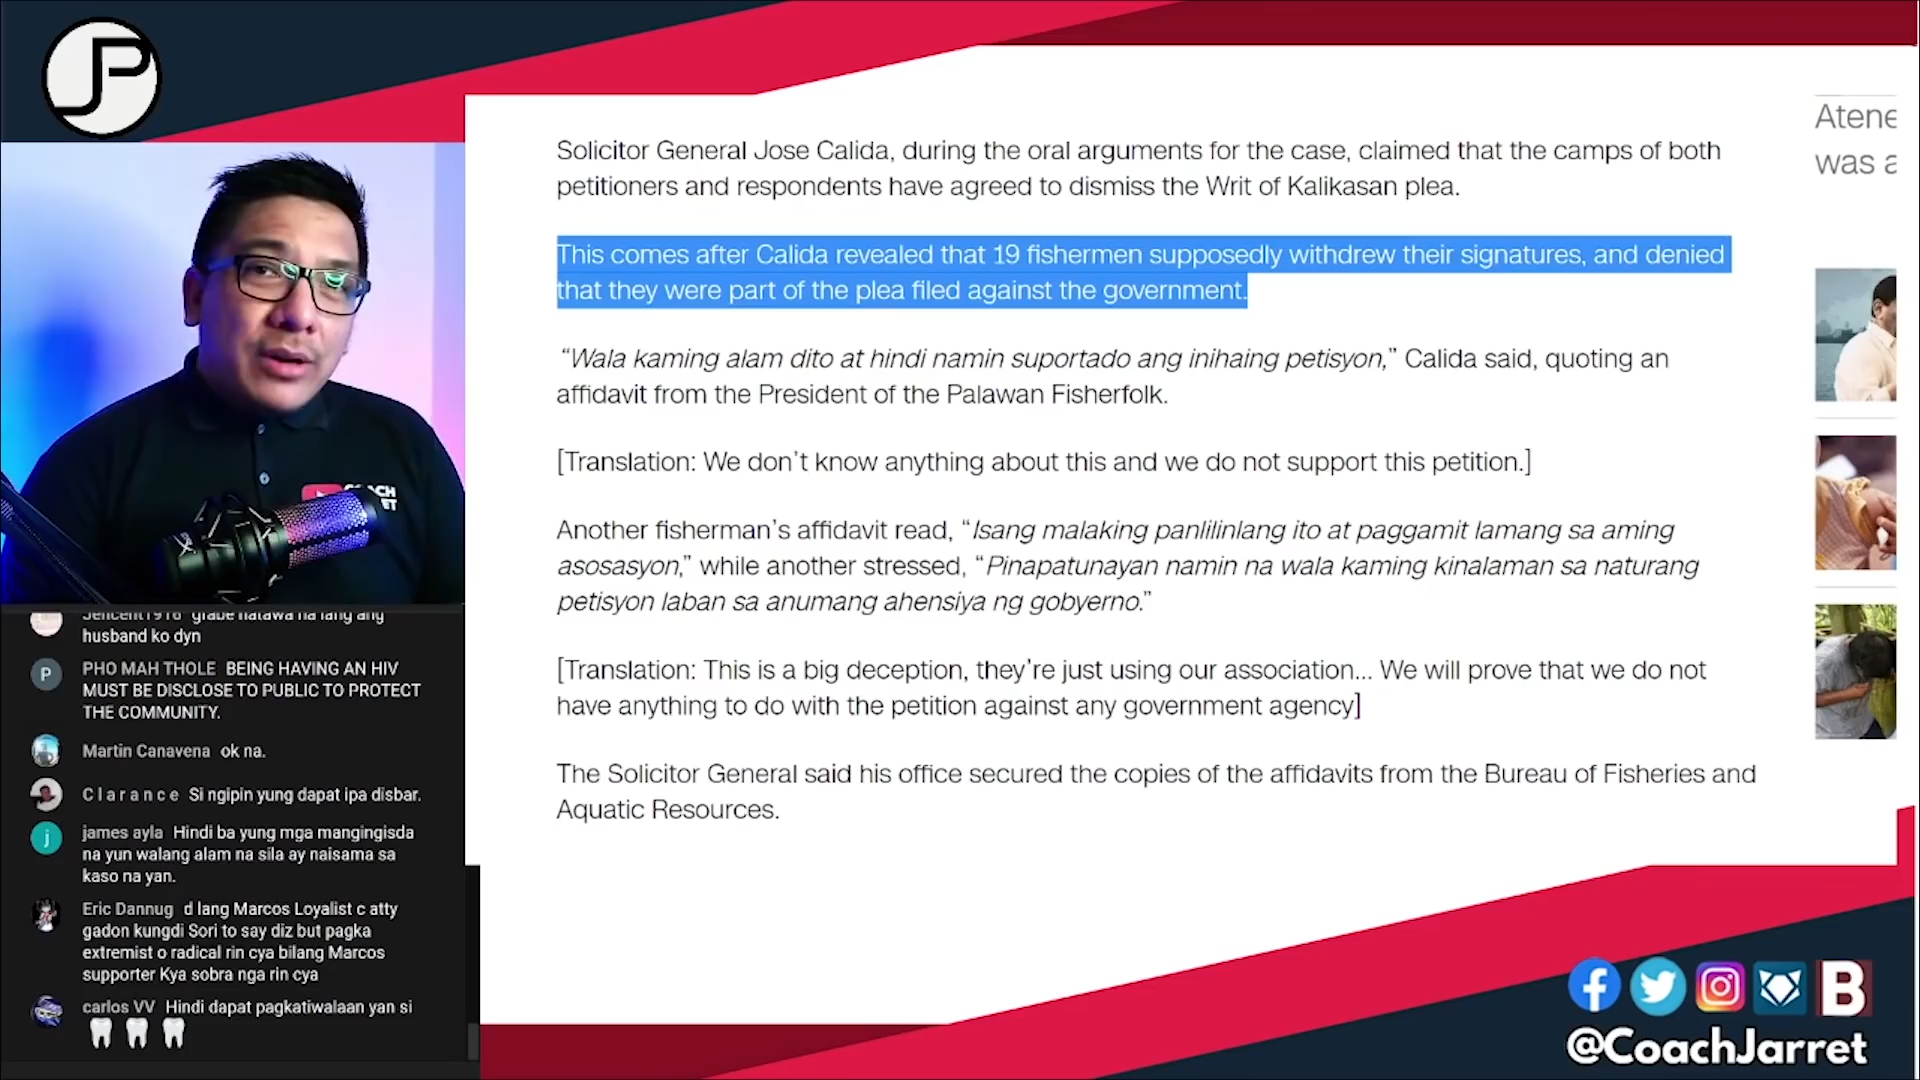 JP
Solicitor General Jose Calida, during the oral arguments for the case, claimed that the camps of both
petitioners and respondents have agreed to dismiss the Writ of Kalikasan plea.
This comes after Calida revealed that 19 fishermen supposedly withdrew their signatures, and denied
that they were part of the plea filed against the government.
“Wala kaming alam dito at hindi namin suportado ang inihaing petisyon,” Calida said, quoting an
affidavit from the President of the Palawan Fisherfolk.
[Translation: We don’t know anything about this and we do not support this petition.]
Another fisherman’s affidavit read, “Isang malaking panlilinlang ito at paggamit lamang sa aming
asosasyon,” while another stressed, “Pinapatunayan namin na wala kaming kinalaman sa naturang
petisyon laban sa anumang ahensiya ng gobyerno.”
[Translation: This is a big deception, they’re just using our association... We will prove that we do not
have anything to do with the petition against any government agency]
The Solicitor General said his office secured the copies of the affidavits from the Bureau of Fisheries and
Aquatic Resources.
Atene
was a
grabe natawa na lang ang
husband ko dyn
P
PHO MAH THOLE BEING HAVING AN HIV
MUST BE DISCLOSE TO PUBLIC TO PROTECT
THE COMMUNITY.
Martin Canavena ok na.
C l a r a n c e Si ngipin yung dapat ipa disbar.
j
james ayla Hindi ba yung mga mangingisda
na yun walang alam na sila ay naisama sa
kaso na yan.
Eric Dannug d lang Marcos Loyalist c atty
gadon kungdi Sori to say diz but pagka
extremist o radical rin cya bilang Marcos
supporter Kya sobra nga rin cya
carlos VV Hindi dapat pagkatiwalaan yan si
B
@CoachJarret